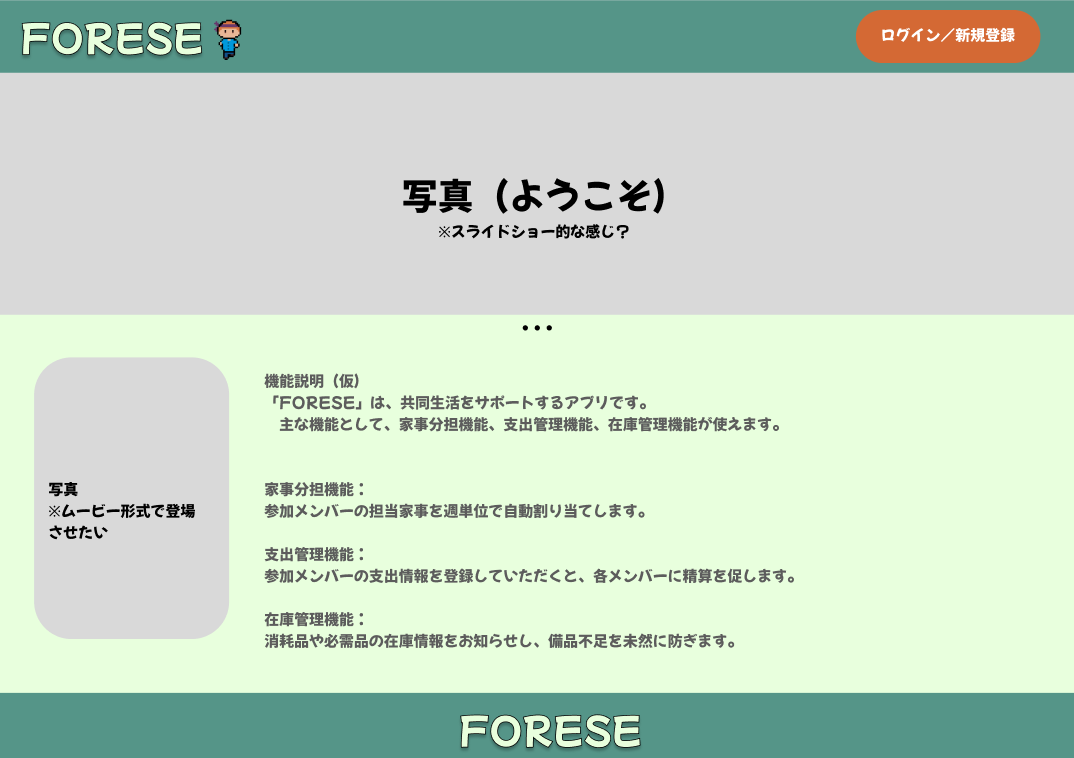 FORESE
ログイン／新規登録
写真（ようこそ）
※スライドショー的な感じ？
・・・
機能説明（仮）
「FORESE」は、共同生活をサポートするアプリです。
主な機能として、家事分担機能、支出管理機能、在庫管理機能が使えます。
写真
※ムービー形式で登場
させたい
家事分担機能：
参加メンバーの担当家事を週単位で自動割り当てします。
支出管理機能：
参加メンバーの支出情報を登録していただくと、各メンバーに精算を促します。
在庫管理機能：
消耗品や必需品の在庫情報をお知らせし、備品不足を未然に防ぎます。
FORESE